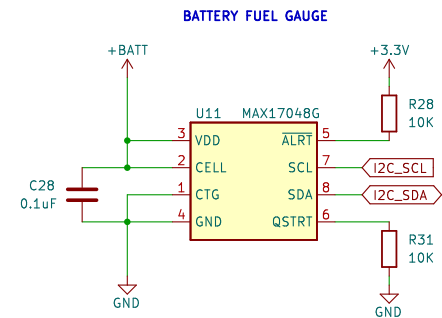 BATTERY FUEL GAUGE
+BATT
+3.3V
U11 MAX17048G
R28
10K
3 VDD
ALRT 5
2 CELL
SCL 7
I2C_SCL
1 CTG
SDA 8
I2C_SDA
4 GND
QSTRT 6
C28
0.1uF
R31
10K
GND
GND